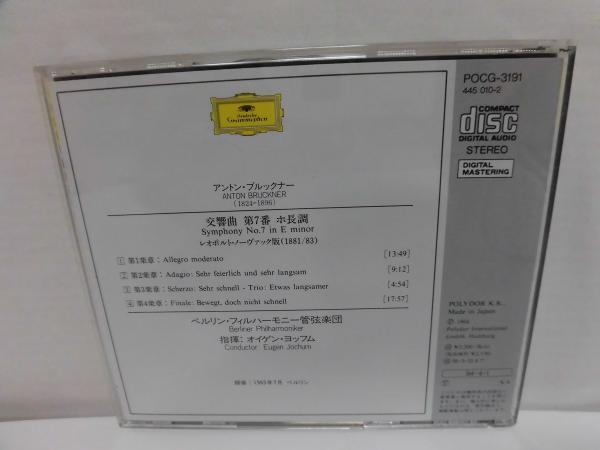 POCG-3191
445 010-2
COMPACT
disc
DIGITAL AUDIO
STEREO
DIGITAL
MASTERING
Deutsche
Grammophon
アントン・ブルックナー
ANTON BRUCKNER
(1824-1896)
交響曲 第7番 ホ長調
Symphony No.7 in E minor
レオポルト・ノーヴァック版(1881/83)
1 第1楽章：Allegro moderato [13:49]
2 第2楽章：Adagio: Sehr feierlich und sehr langsam [9:12]
3 第3楽章：Scherzo: Sehr schnell - Trio: Etwas langsamer [4:54]
4 第4楽章：Finale: Bewegt, doch nicht schnell [17:57]
ベルリン・フィルハーモニー管弦楽団
Berliner Philharmoniker
指揮：オイゲン・ヨッフム
Conductor: Eugen Jochum
ベルリン
POLYDOR K.K.,
Made in Japan
Polydor International
GmbH, Hamburg